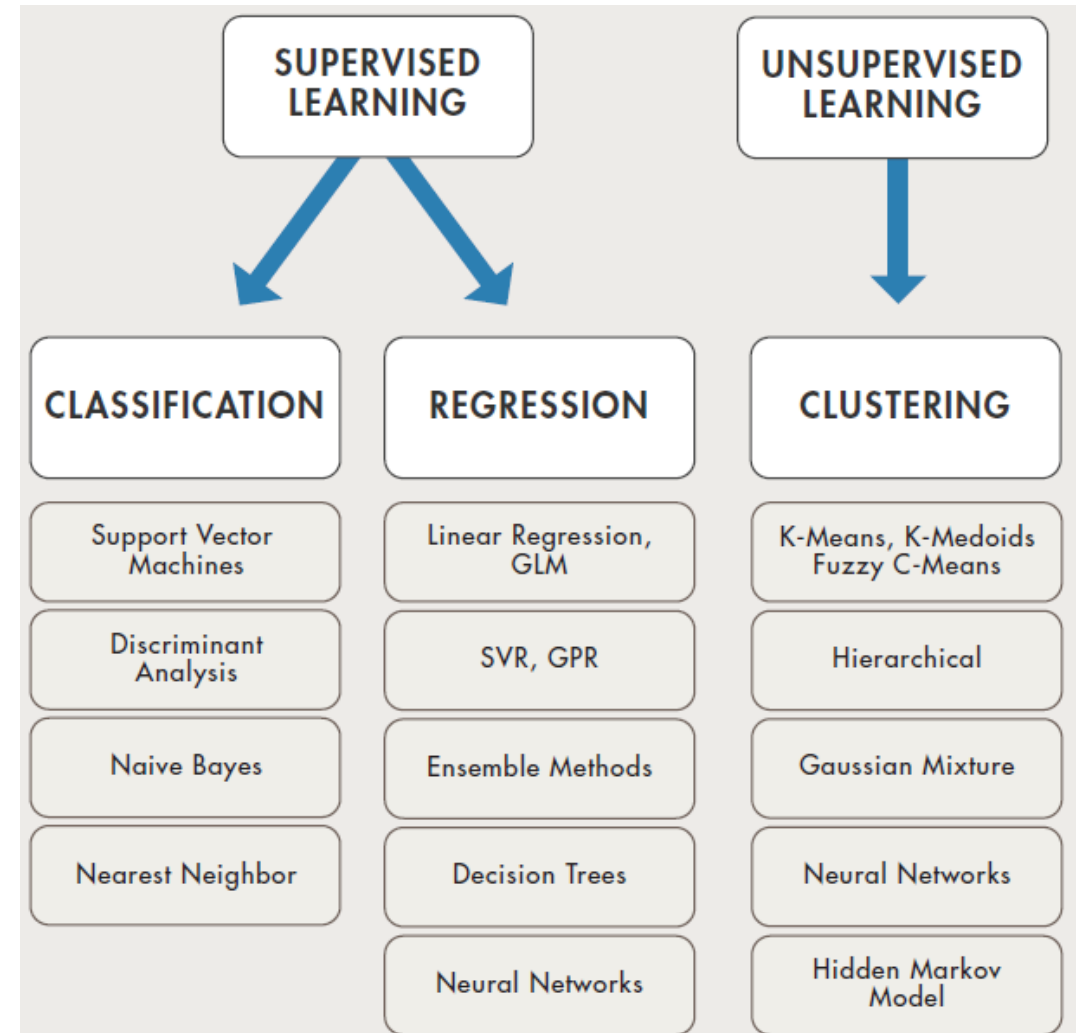 SUPERVISED
LEARNING
UNSUPERVISED
LEARNING
CLASSIFICATION
REGRESSION
CLUSTERING
Support Vector
Machines
Discriminant
Analysis
Naive Bayes
Nearest Neighbor
Linear Regression,
GLM
SVR, GPR
Ensemble Methods
Decision Trees
Neural Networks
K-Means, K-Medoids
Fuzzy C-Means
Hierarchical
Gaussian Mixture
Neural Networks
Hidden Markov
Model